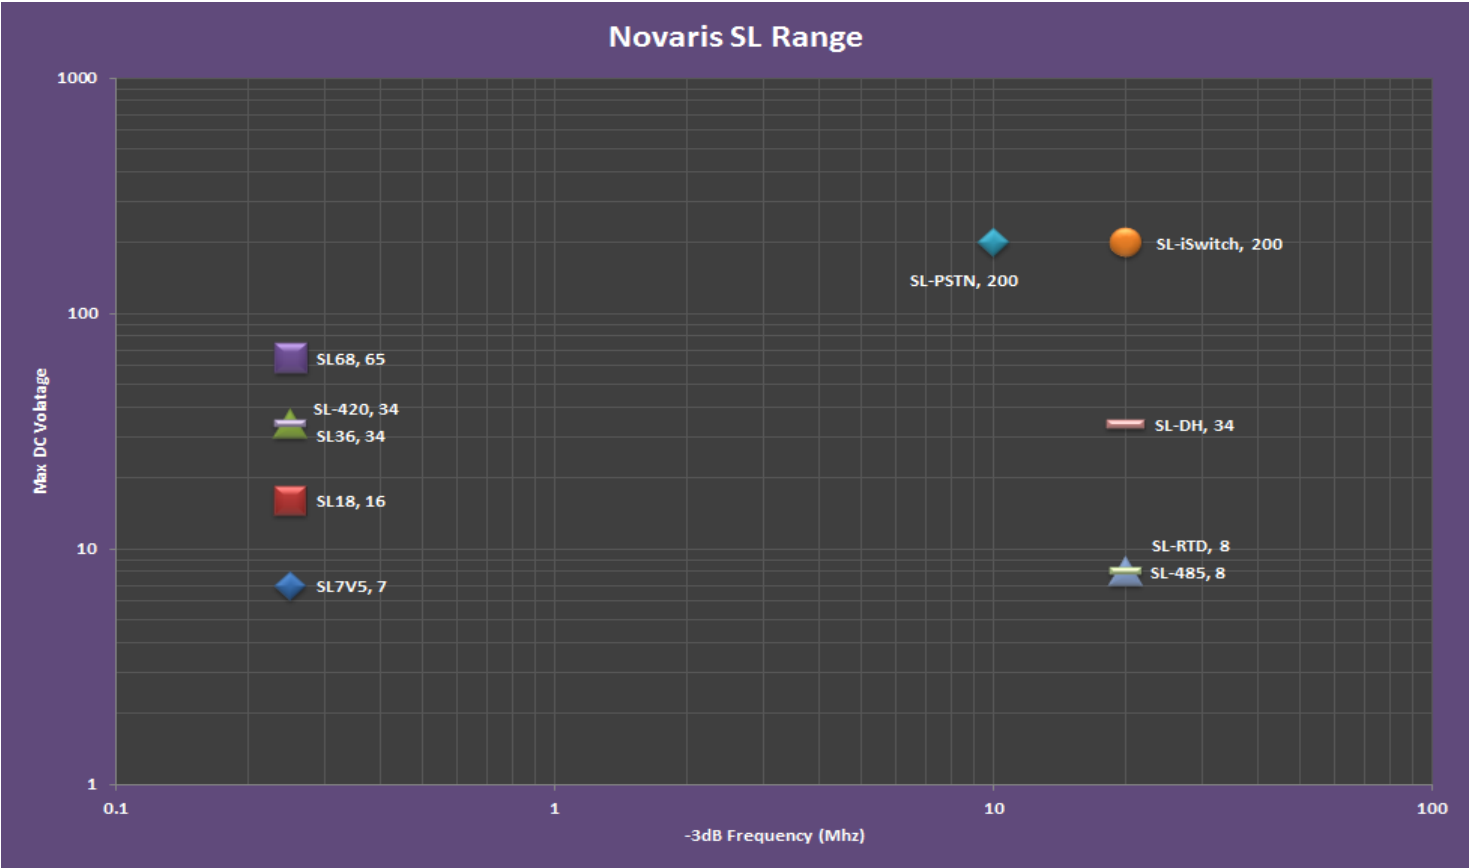 Novaris SL Range
1000
SL-iSwitch, 200
SL-PSTN, 200
100
SL68, 65
SL-420, 34
SL36, 34
SL-DH, 34
Max DC Volatage
SL18, 16
10
SL-RTD, 8
SL-485, 8
SL7V5, 7
1
0.1
1
10
100
-3dB Frequency (Mhz)